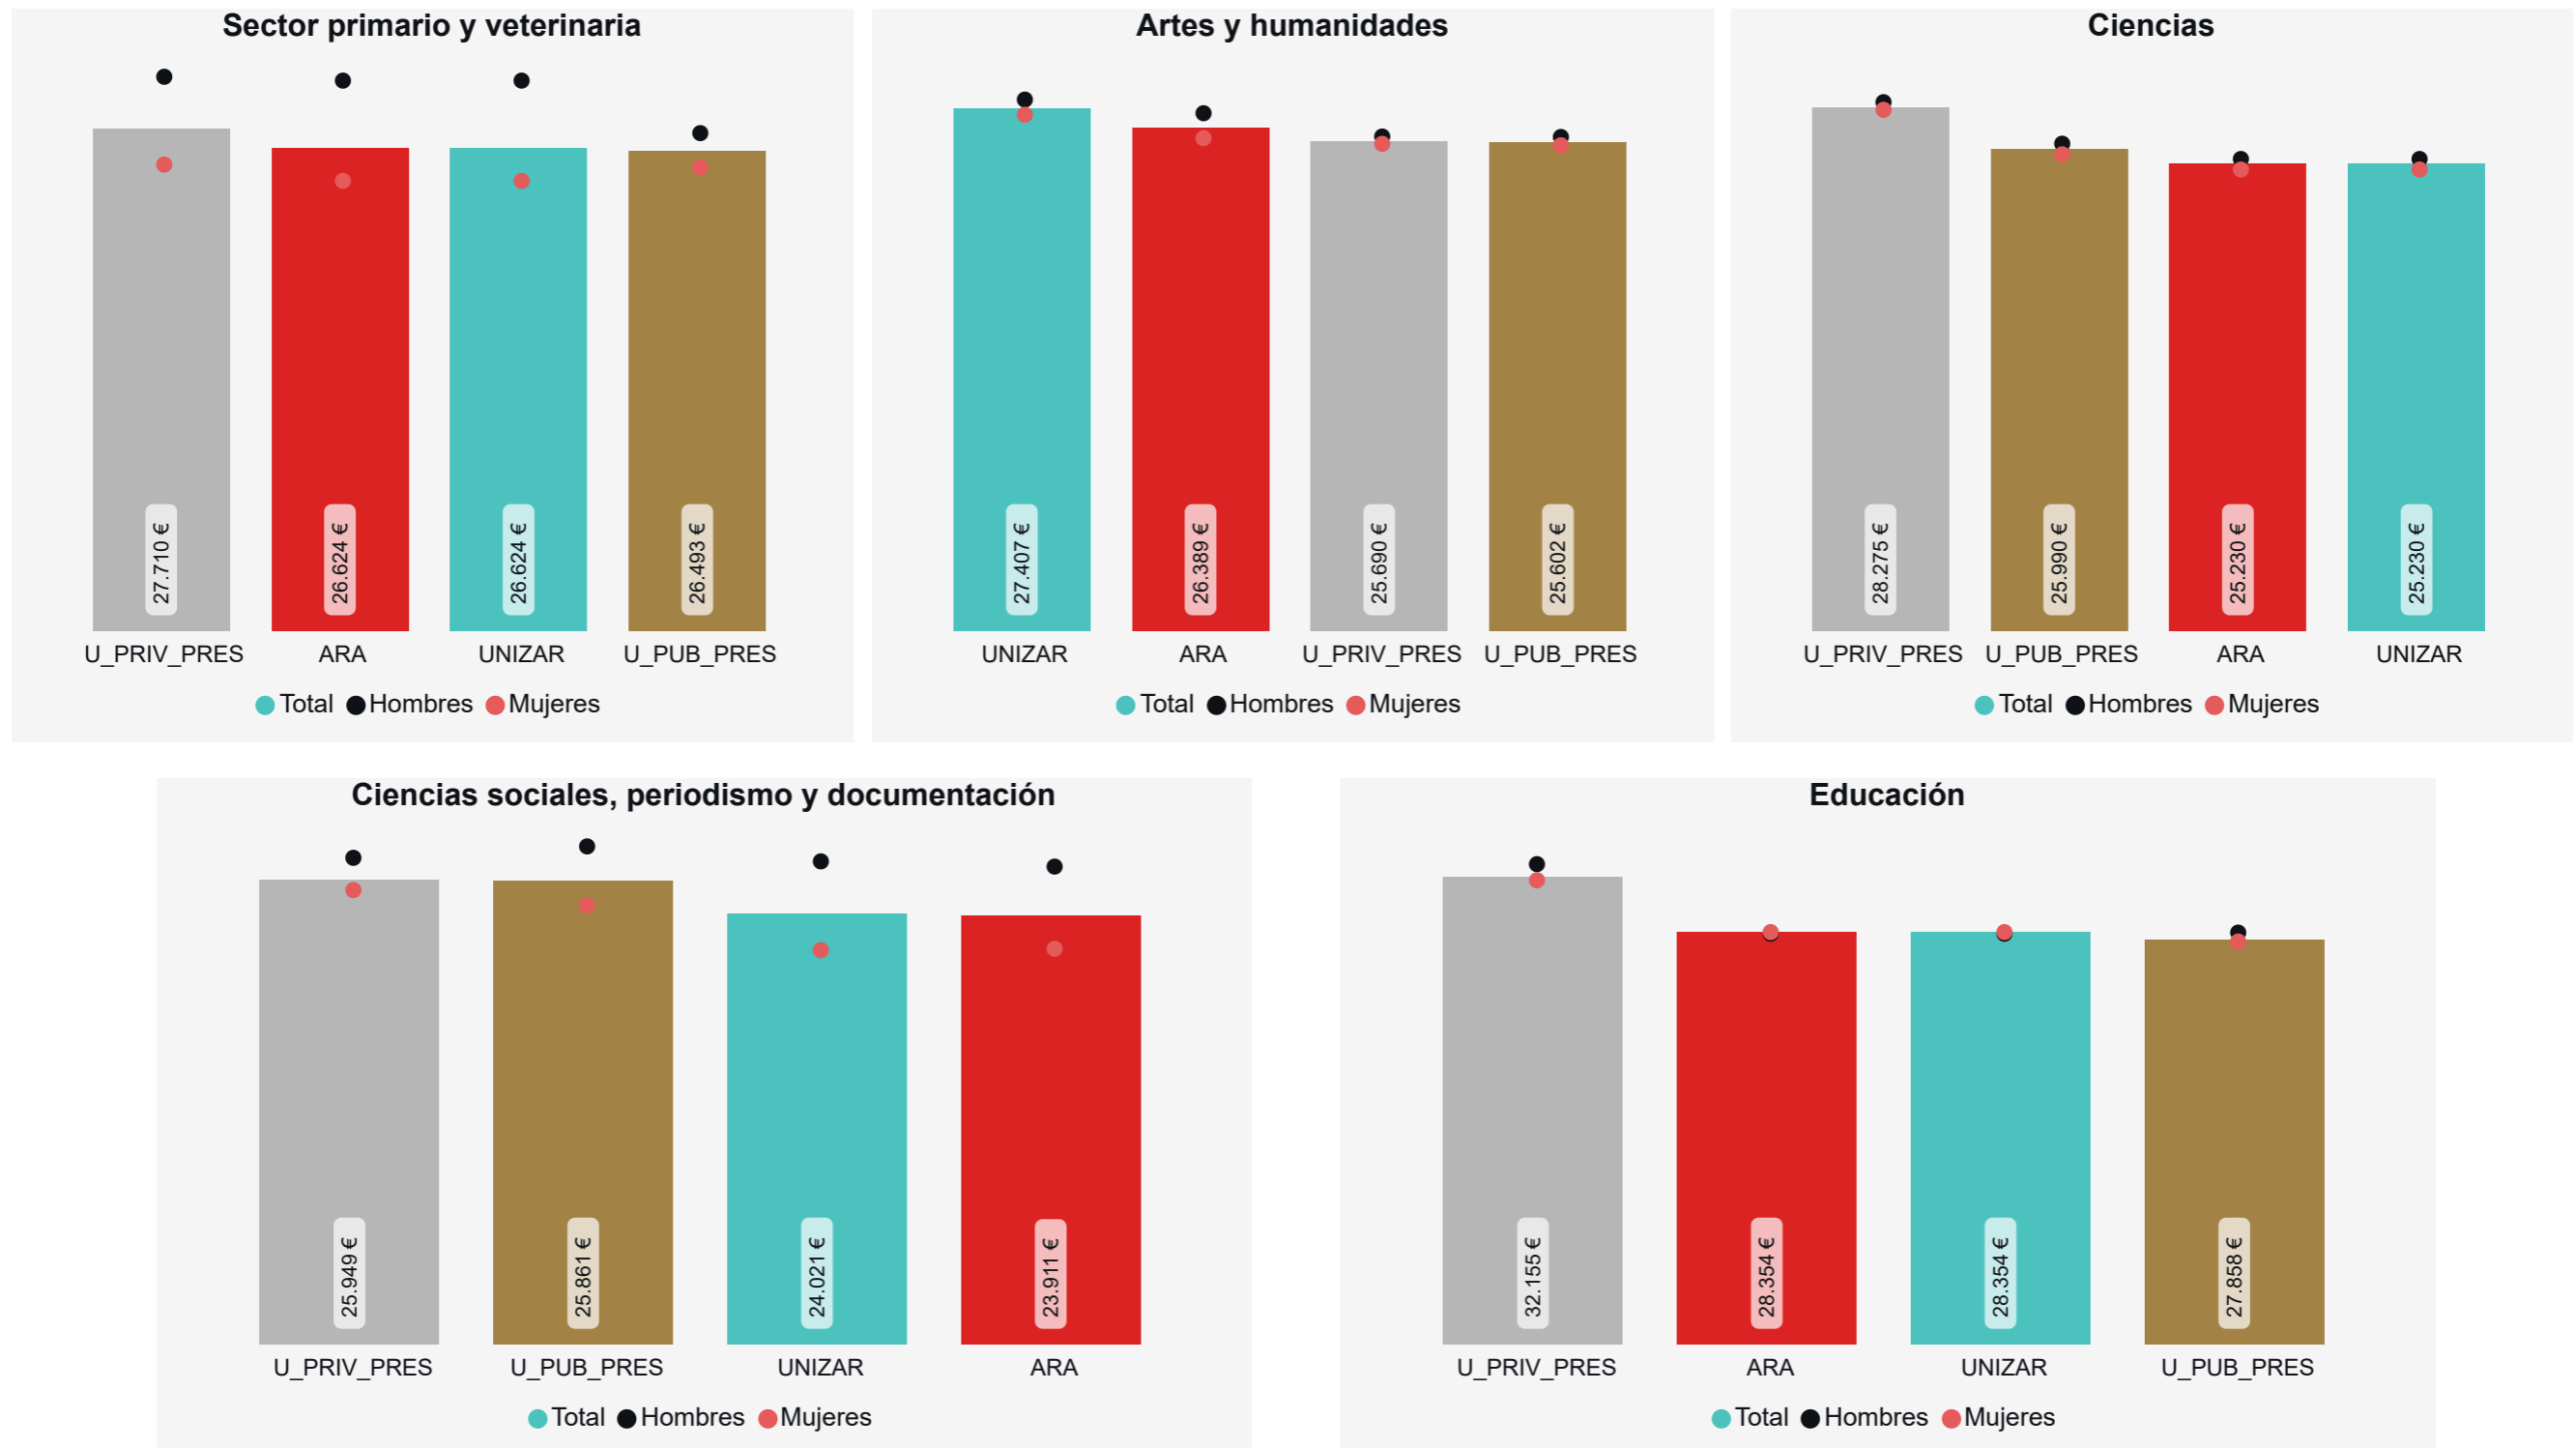 Sector primario y veterinaria
27.710 €
26.624 €
26.624 €
26.493 €
U_PRIV_PRES ARA UNIZAR U_PUB_PRES
Total Hombres Mujeres
Artes y humanidades
27.407 €
26.389 €
25.690 €
25.602 €
UNIZAR ARA U_PRIV_PRES U_PUB_PRES
Total Hombres Mujeres
Ciencias
28.275 €
25.990 €
25.230 €
25.230 €
U_PRIV_PRES U_PUB_PRES ARA UNIZAR
Total Hombres Mujeres
Ciencias sociales, periodismo y documentación
25.949 €
25.861 €
24.021 €
23.911 €
U_PRIV_PRES U_PUB_PRES UNIZAR ARA
Total Hombres Mujeres
Educación
32.155 €
28.354 €
28.354 €
27.858 €
U_PRIV_PRES ARA UNIZAR U_PUB_PRES
Total Hombres Mujeres